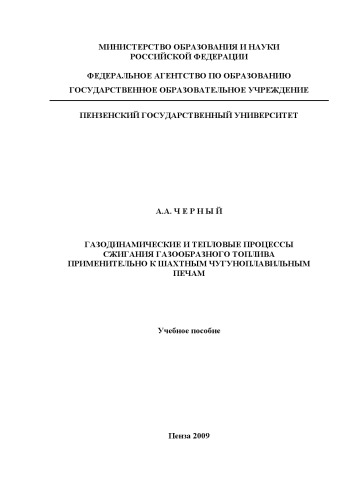 МИНИСТЕРСТВО ОБРАЗОВАНИЯ И НАУКИ
РОССИЙСКОЙ ФЕДЕРАЦИИ
ФЕДЕРАЛЬНОЕ АГЕНТСТВО ПО ОБРАЗОВАНИЮ
ГОСУДАРСТВЕННОЕ ОБРАЗОВАТЕЛЬНОЕ УЧРЕЖДЕНИЕ
ПЕНЗЕНСКИЙ ГОСУДАРСТВЕННЫЙ УНИВЕРСИТЕТ
А.А. Ч Е Р Н Ы Й
ГАЗОДИНАМИЧЕСКИЕ И ТЕПЛОВЫЕ ПРОЦЕССЫ
СЖИГАНИЯ ГАЗООБРАЗНОГО ТОПЛИВА
ПРИМЕНИТЕЛЬНО К ШАХТНЫМ ЧУГУНОПЛАВИЛЬНЫМ
ПЕЧАМ
Учебное пособие
Пенза 2009